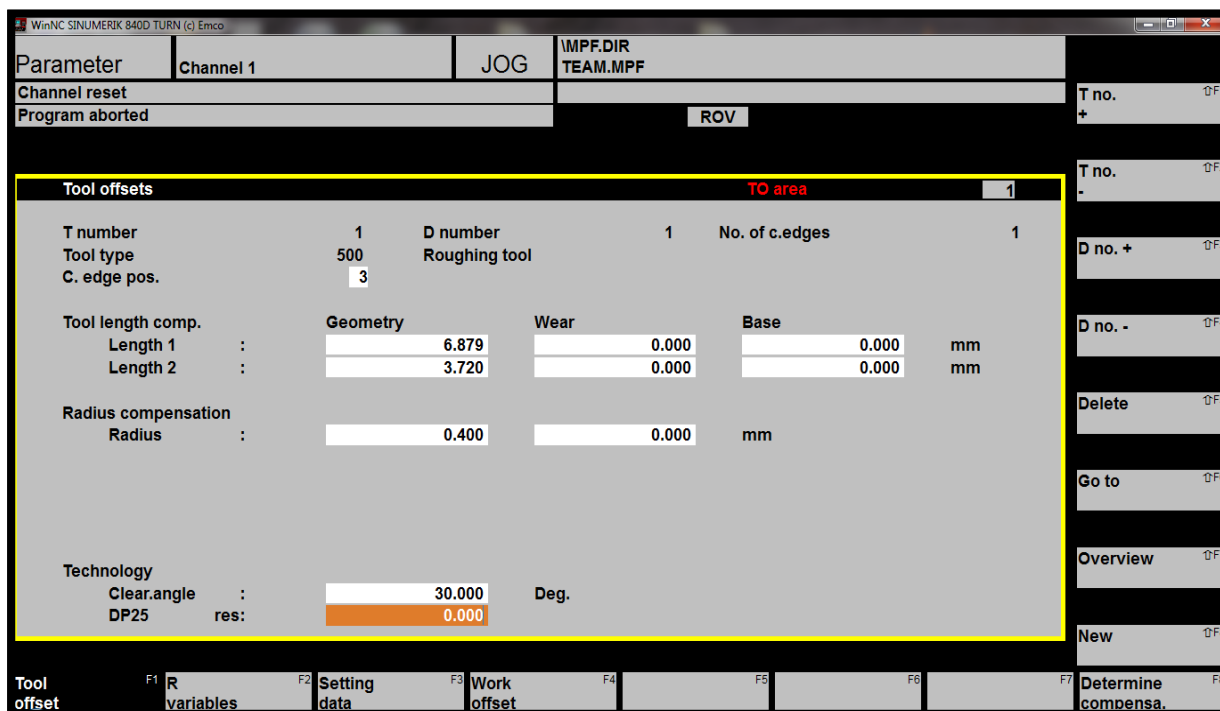 WinNC SINUMERIK 840D TURN (c) Emco
Parameter Channel 1 JOG \MPF.DIR
TEAM.MPF
Channel reset
Program aborted ROV
T no. ⇧F
+
T no. ⇧F
-
D no. + ⇧F
D no. - ⇧F
Delete ⇧F
Go to ⇧F
Overview ⇧F
New ⇧F
Tool offsets TO area 1
T number 1 D number 1 No. of c.edges 1
Tool type 500 Roughing tool
C. edge pos. 3
Tool length comp. Geometry Wear Base
Length 1 : 6.879 0.000 0.000 mm
Length 2 : 3.720 0.000 0.000 mm
Radius compensation
Radius : 0.400 0.000 mm
Technology
Clear.angle : 30.000 Deg.
DP25 res: 0.000
Tool F1 R F2 Setting F3 Work F4 F5 F6 F7 Determine F8
offset variables data offset compensa.